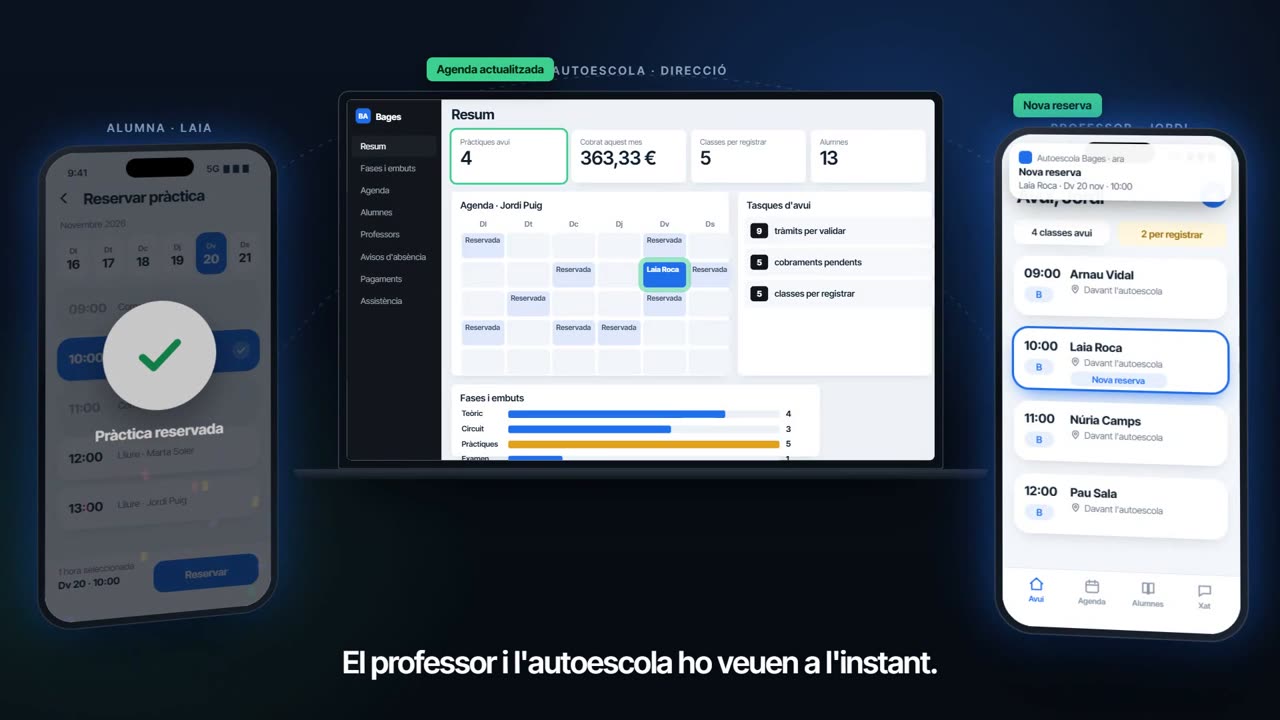 ALUMNA · LAIA
9:41
5G
Reservar pràctica
Novembre 2026
Dl Dt Dc Dj Dv Ds
16 17 18 19 20 21
09:00
10:00
11:00
Pràctica reservada
12:00 Lliure · Marta Soler
13:00 Lliure · Jordi Puig
1 hora seleccionada
Dv 20 · 10:00
Reservar
Agenda actualitzada
AUTOESCOLA · DIRECCIÓ
BA Bages
Resum
Fases i embuts
Agenda
Alumnes
Professors
Avisos d'absència
Pagaments
Assistència
Resum
Pràctiques avui
4
Cobrat aquest mes
363,33 €
Classes per registrar
5
Alumnes
13
Agenda · Jordi Puig
Dl Dt Dc Dj Dv Ds
Reservada Reservada
Reservada Laia Roca Reservada
Reservada Reservada
Reservada Reservada Reservada
Tasques d'avui
9 tràmits per validar
5 cobraments pendents
5 classes per registrar
Fases i embuts
Teòric 4
Circuit 3
Pràctiques 5
Examen 1
Nova reserva
PROFESSOR · JORDI
Autoescola Bages · ara
Nova reserva
Laia Roca · Dv 20 nov · 10:00
Avui, Jordi
4 classes avui
2 per registrar
09:00 Arnau Vidal
B Davant l'autoescola
10:00 Laia Roca
B Davant l'autoescola
Nova reserva
11:00 Núria Camps
B Davant l'autoescola
12:00 Pau Sala
B Davant l'autoescola
Avui Agenda Alumnes Xat
El professor i l'autoescola ho veuen a l'instant.